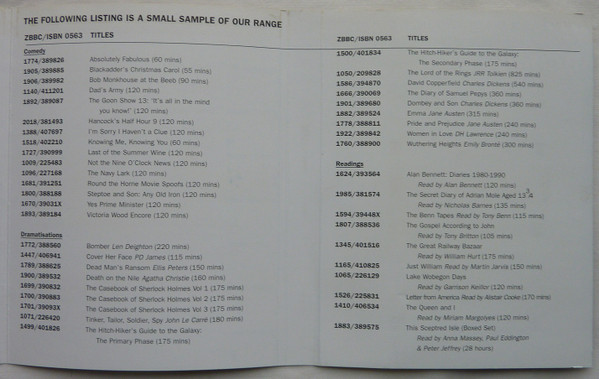 THE FOLLOWING LISTING IS A SMALL SAMPLE OF OUR RANGE
ZBBC/ISBN 0563 TITLES
Comedy
1774/389826 Absolutely Fabulous (60 mins)
1905/389885 Blackadder's Christmas Carol (55 mins)
1906/389982 Bob Monkhouse at the Beeb (90 mins)
1140/411201 Dad's Army (120 mins)
1892/389087 The Goon Show 13: 'It's all in the mind
you know!' (120 mins)
2018/381493 Hancock's Half Hour 9 (120 mins)
1388/407697 I'm Sorry I Haven't a Clue (120 mins)
1518/402210 Knowing Me, Knowing You (60 mins)
1727/390999 Last of the Summer Wine (120 mins)
1009/225483 Not the Nine O'Clock News (120 mins)
1096/227168 The Navy Lark (120 mins)
1681/391251 Round the Horne Movie Spoofs (120 mins)
1800/388188 Steptoe and Son: Any Old Iron (120 mins)
1670/39031X Yes Prime Minister (120 mins)
1893/389184 Victoria Wood Encore (120 mins)
Dramatisations
1772/388560 Bomber Len Deighton (220 mins)
1447/406941 Cover Her Face PD James (115 mins)
1789/388625 Dead Man's Ransom Ellis Peters (150 mins)
1900/389532 Death on the Nile Agatha Christie (160 mins)
1699/390832 The Casebook of Sherlock Holmes Vol 1 (175 mins)
1700/390883 The Casebook of Sherlock Holmes Vol 2 (175 mins)
1701/39093X The Casebook of Sherlock Holmes Vol 3 (175 mins)
1071/226420 Tinker, Tailor, Soldier, Spy John Le Carré (180 mins)
1499/401826 The Hitch-Hiker's Guide to the Galaxy:
The Primary Phase (175 mins)
ZBBC/ISBN 0563 TITLES
1500/401834 The Hitch-Hiker's Guide to the Galaxy:
The Secondary Phase (175 mins)
1050/209828 The Lord of the Rings JRR Tolkien (825 mins)
1586/394870 David Copperfield Charles Dickens (540 mins)
1666/390069 The Diary of Samuel Pepys (360 mins)
1901/389680 Dombey and Son Charles Dickens (360 mins)
1882/389524 Emma Jane Austen (315 mins)
1778/388811 Pride and Prejudice Jane Austen (240 mins)
1922/389842 Women in Love DH Lawrence (240 mins)
1760/388900 Wuthering Heights Emily Brontë (300 mins)
Readings
1624/393564 Alan Bennett: Diaries 1980-1990
Read by Alan Bennett (120 mins)
1985/381574 The Secret Diary of Adrian Mole Aged 13 3/4
Read by Nicholas Barnes (135 mins)
1594/39448X The Benn Tapes Read by Tony Benn (115 mins)
1807/388536 The Gospel According to John
Read by Tony Britton (105 mins)
1345/401516 The Great Railway Bazaar
Read by William Hurt (175 mins)
1165/410825 Just William Read by Martin Jarvis (150 mins)
1065/226129 Lake Wobegon Days
Read by Garrison Keillor (120 mins)
1526/225831 Letter from America Read by Alistair Cooke (170 mins)
1410/406534 The Queen and I
Read by Miriam Margolyes (120 mins)
1883/389575 This Sceptred Isle (Boxed Set)
Read by Anna Massey, Paul Eddington
& Peter Jeffrey (28 hours)